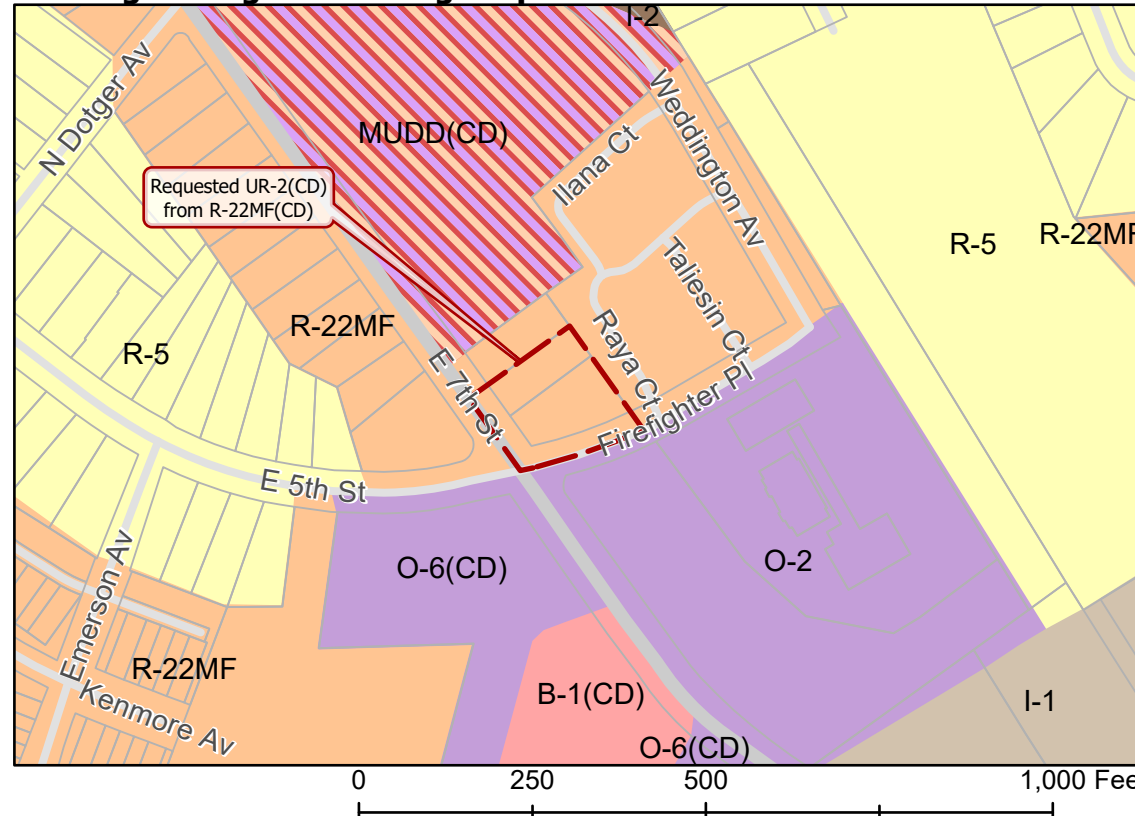 I-2
N Dotger Av
MUDD(CD)
Weddington Av
Ilana Ct
Requested UR-2(CD)
from R-22MF(CD)
R-5
R-22MF
Taliesin Ct
R-22MF
Raya Ct
R-5
E 7th St
Firefighter Pl
E 5th St
O-6(CD)
O-2
Emerson Av
R-22MF
Kenmore Av
B-1(CD)
I-1
O-6(CD)
0 250 500 1,000 Fee